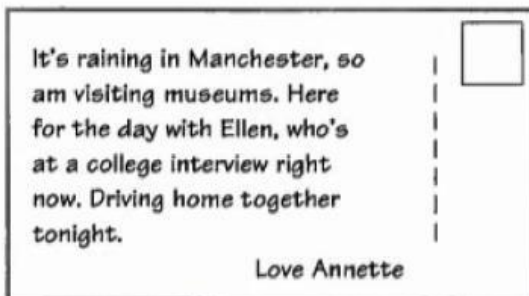 It's raining in Manchester, so
am visiting museums. Here
for the day with Ellen, who's
at a college interview right
now. Driving home together
tonight.
Love Annette